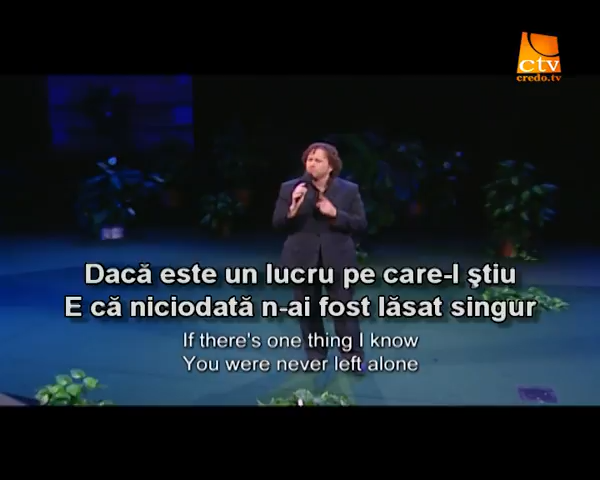 ctv
credo.tv
Dacă este un lucru pe care-l ştiu
E că niciodată n-ai fost lăsat singur
If there's one thing I know
You were never left alone